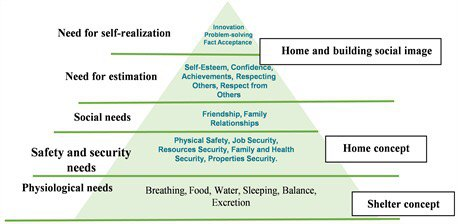 Need for self-realization
Innovation
Problem-solving
Fact Acceptance
Home and building social image
Need for estimation
Self-Esteem, Confidence,
Achievements, Respecting
Others, Respect from
Others
Social needs
Friendship, Family
Relationships
Safety and security
needs
Physical Safety, Job Security,
Resources Security, Family and Health
Security, Properties Security.
Home concept
Physiological needs
Breathing, Food, Water, Sleeping, Balance,
Excretion
Shelter concept